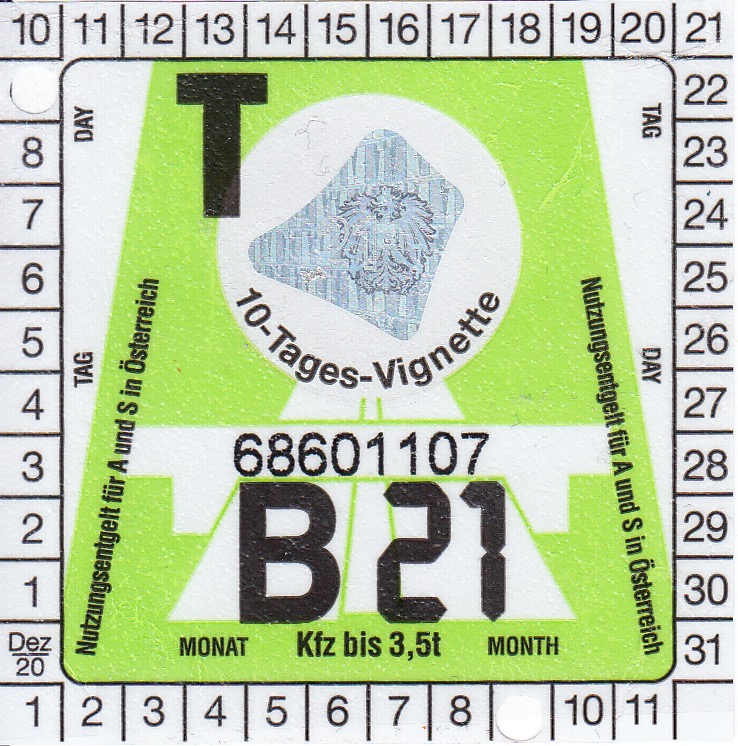 10 11 12 13 14 15 16 17 18 19 20 21
22
8
23
7
24
6
25
5
26
4
27
3
28
2
29
1
30
Dez
20
31
1 2 3 4 5 6 7 8 10 11
DAY
TAG
T
10-Tages-Vignette
TAG
DAY
Nutzungsentgelt für A und S in Österreich
Nutzungsentgelt für A und S in Österreich
68601107
B 21
MONAT Kfz bis 3,5t MONTH